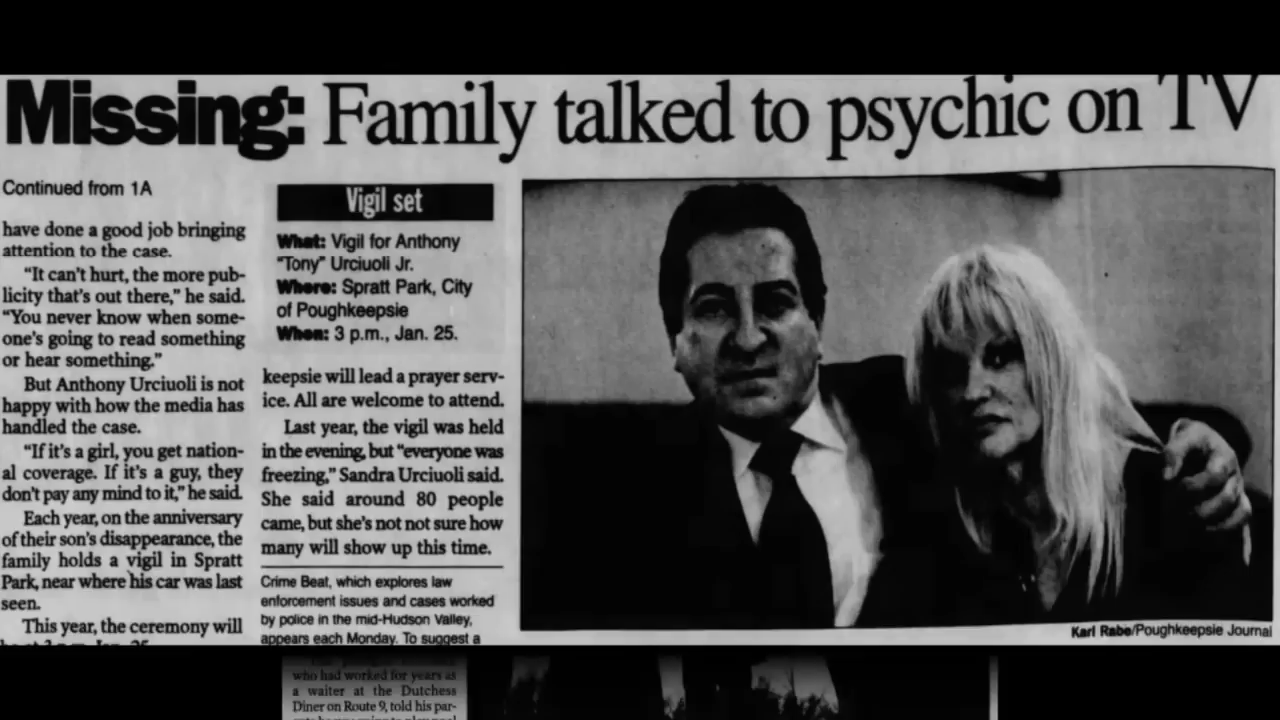 Missing: Family talked to psychic on TV
Continued from 1A
have done a good job bringing
attention to the case.
"It can't hurt, the more pub-
licity that's out there," he said.
"You never know when some-
one's going to read something
or hear something."
But Anthony Urciuoli is not
happy with how the media has
handled the case.
"If it's a girl, you get nation-
al coverage. If it's a guy, they
don't pay any mind to it," he said.
Each year, on the anniversary
of their son's disappearance, the
family holds a vigil in Spratt
Park, near where his car was last
seen.
This year, the ceremony will
Vigil set
What: Vigil for Anthony
"Tony" Urciuoli Jr.
Where: Spratt Park, City
of Poughkeepsie
When: 3 p.m., Jan. 25.
keepsie will lead a prayer serv-
ice. All are welcome to attend.
Last year, the vigil was held
in the evening, but "everyone was
freezing," Sandra Urciuoli said.
She said around 80 people
came, but she's not not sure how
many will show up this time.
Crime Beat, which explores law
enforcement issues and cases worked
by police in the mid-Hudson Valley,
appears each Monday. To suggest a
Karl Rabe/Poughkeepsie Journal
who had worked for years as
a waiter at the Dutchess
Diner on Route 9, told his par-